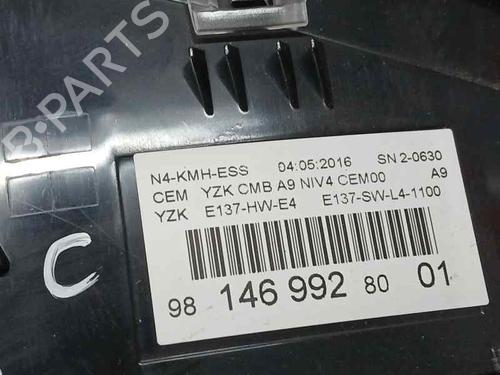 B-PARTS
N4-KMH-ESS 04:05:2016 SN 2-0630
CEM YZK CMB A9 NIV4 CEM00 A9
YZK E137-HW-E4 E137-SW-L4-1100
98 146 992 80 01
C